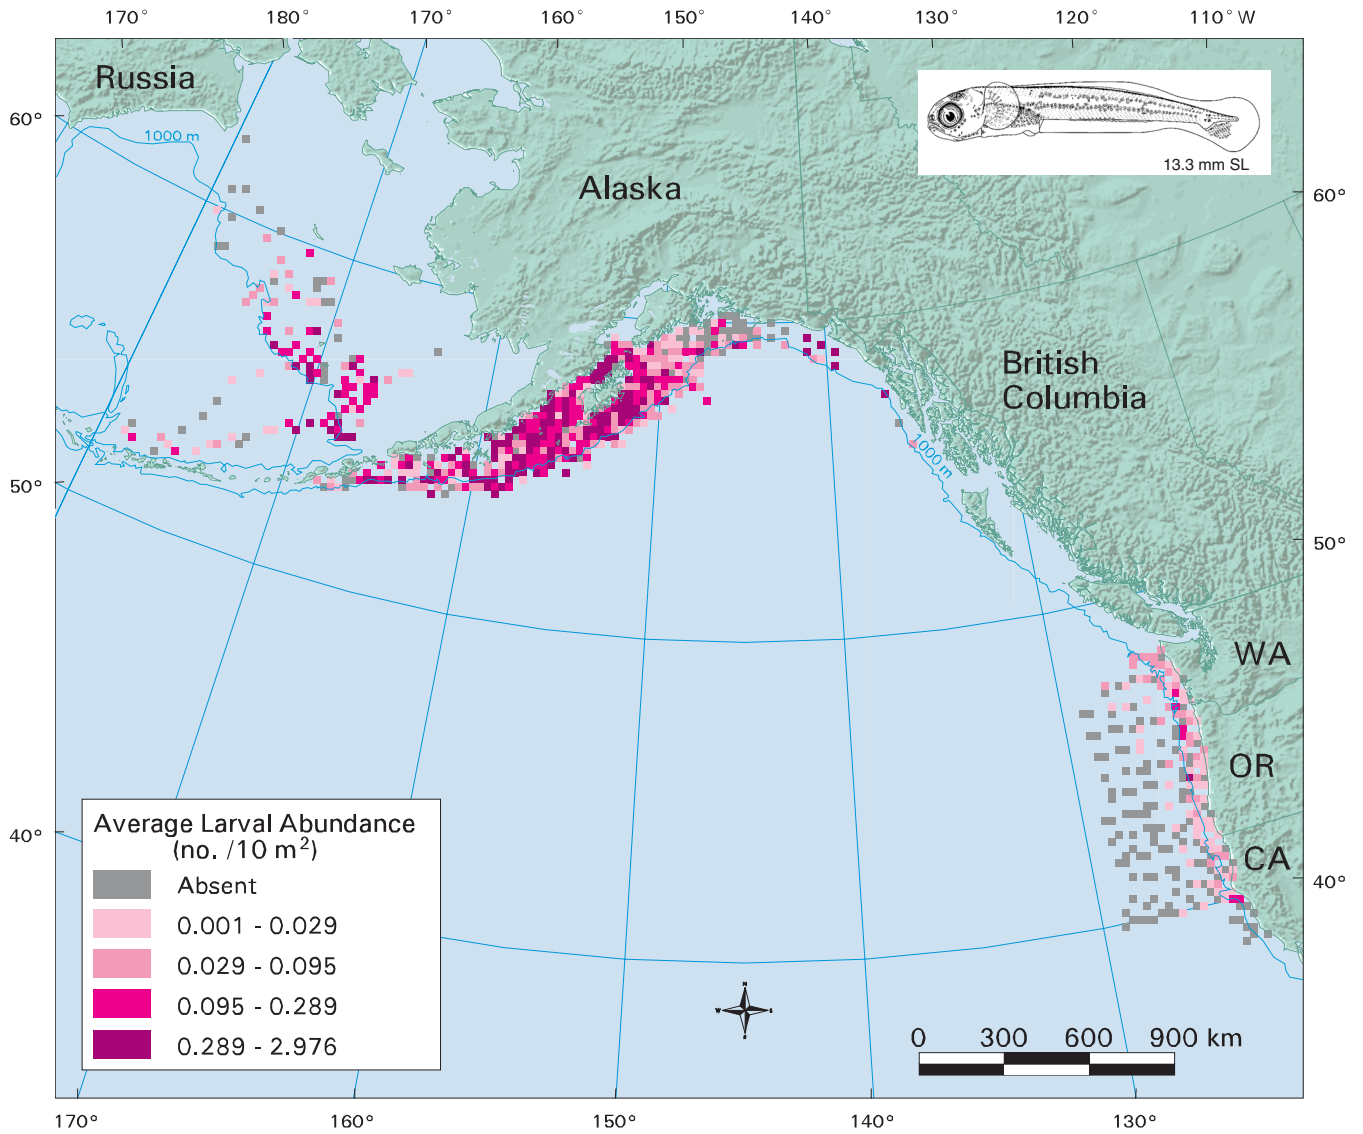 170° 180° 170° 160° 150° 140° 130° 120° 110° W
Russia
60°
1000 m
13.3 mm SL
Alaska
60°
British
Columbia
1000 m
50°
50°
WA
OR
CA
40°
40°
Average Larval Abundance
(no. /10 m²)
Absent
0.001 - 0.029
0.029 - 0.095
0.095 - 0.289
0.289 - 2.976
N
W
S
0 300 600 900 km
170° 160° 150° 140° 130°